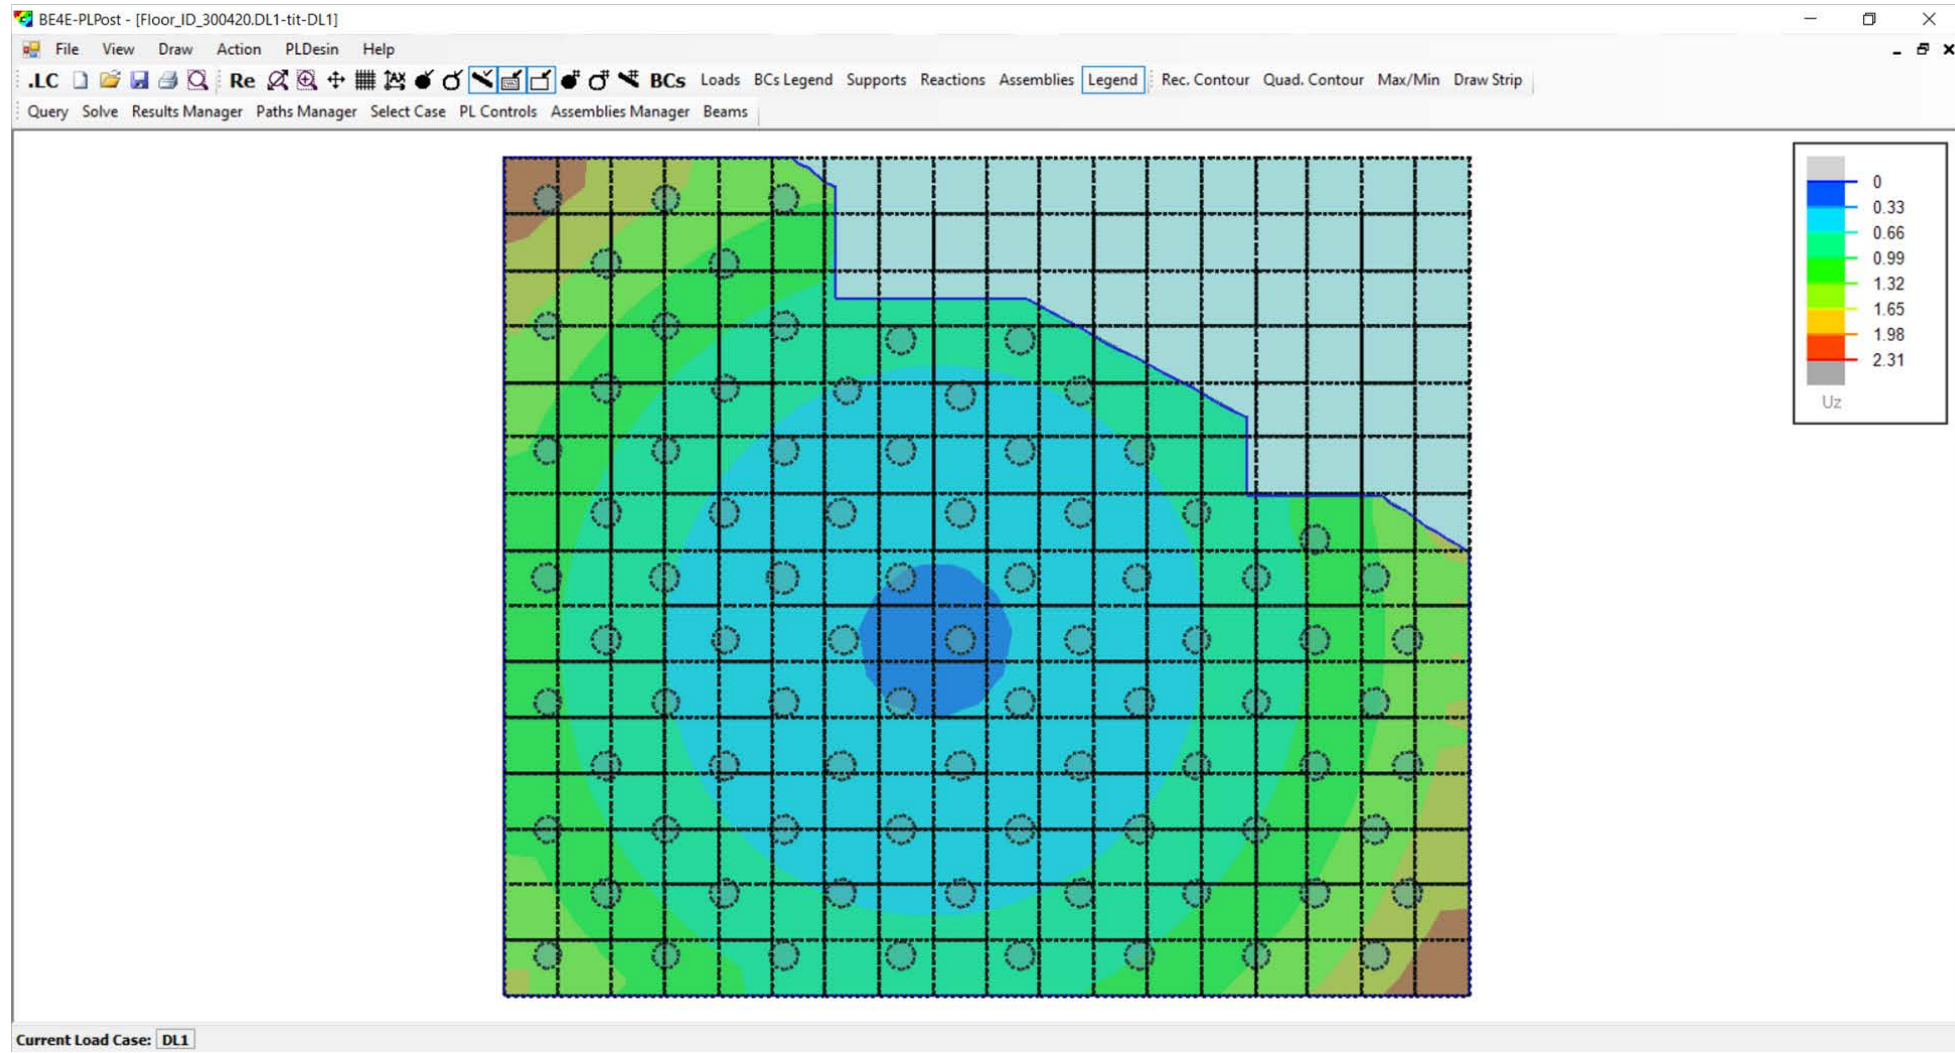 BE4E-PLPost - [Floor_ID_300420.DL1-tit-DL1]
File View Draw Action PLDesin Help
.LC Re BCs Loads BCs Legend Supports Reactions Assemblies Legend Rec. Contour Quad. Contour Max/Min Draw Strip
Query Solve Results Manager Paths Manager Select Case PL Controls Assemblies Manager Beams
0
0.33
0.66
0.99
1.32
1.65
1.98
2.31
Uz
Current Load Case: DL1